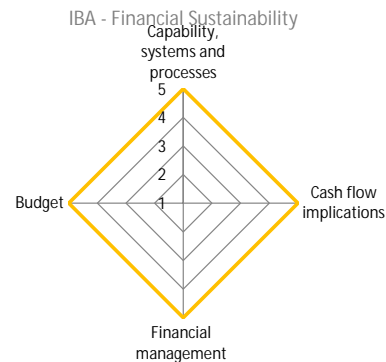 IBA - Financial Sustainability
Capability,
systems and
processes
5
4
3
2
1
Budget
Cash flow
implications
Financial
management